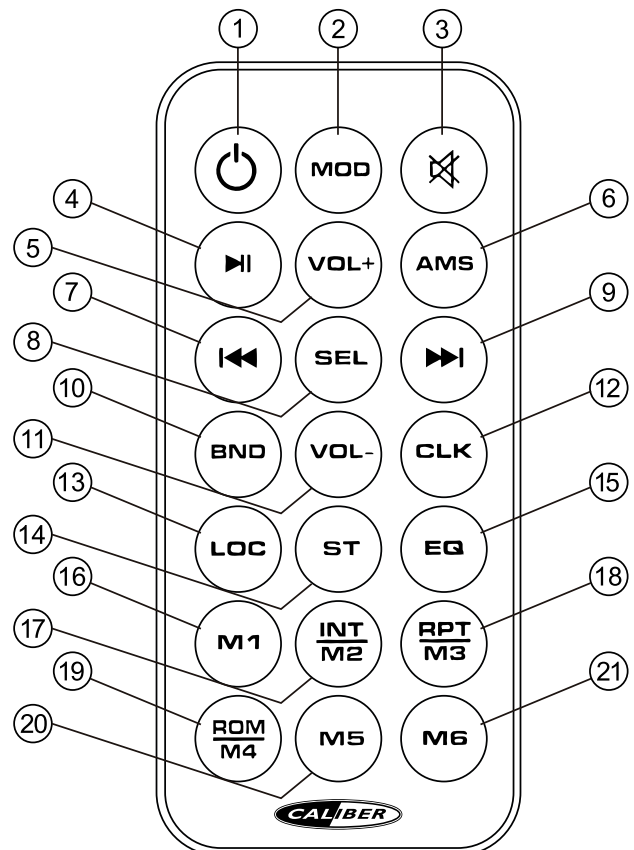 1 2 3
MOD
4 6
5 VOL+ AMS
7 9
8 SEL
10 12
BND VOL- CLK
11
13 15
LOC ST EQ
14
16 18
M1 INT RPT
M2 M3
17
19 21
ROM M5 M6
M4
20
CALIBER